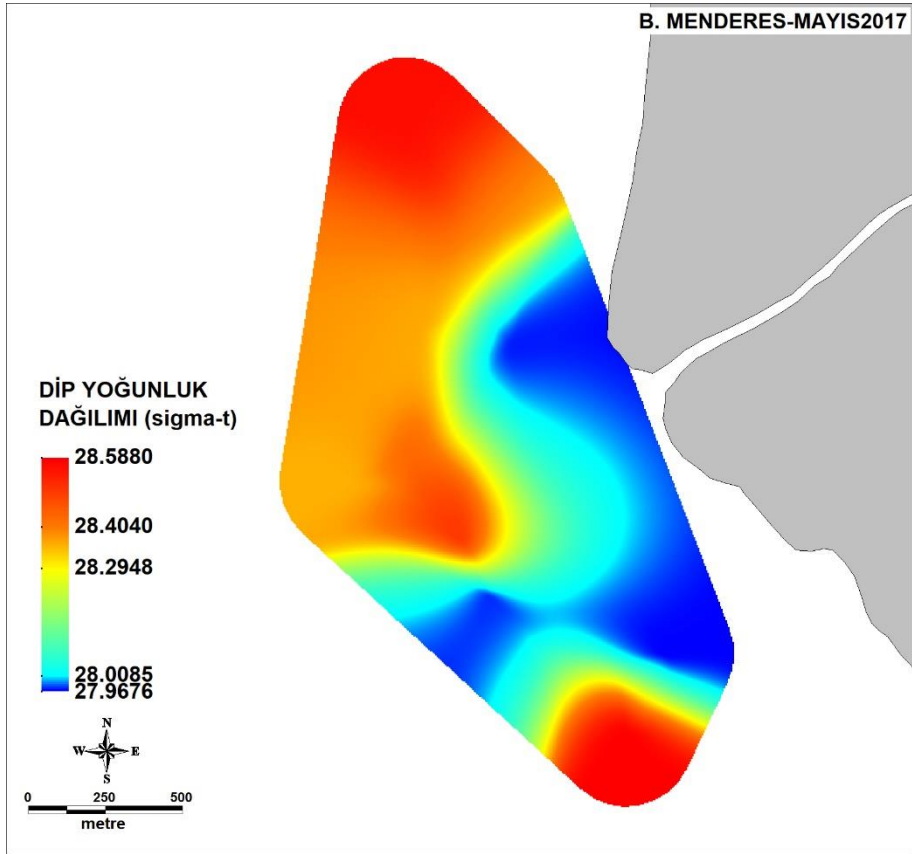 B. MENDERES-MAYIS2017
DİP YOĞUNLUK
DAĞILIMI (sigma-t)
28.5880
28.4040
28.2948
28.0085
27.9676
N
W E
S
0 250 500
metre